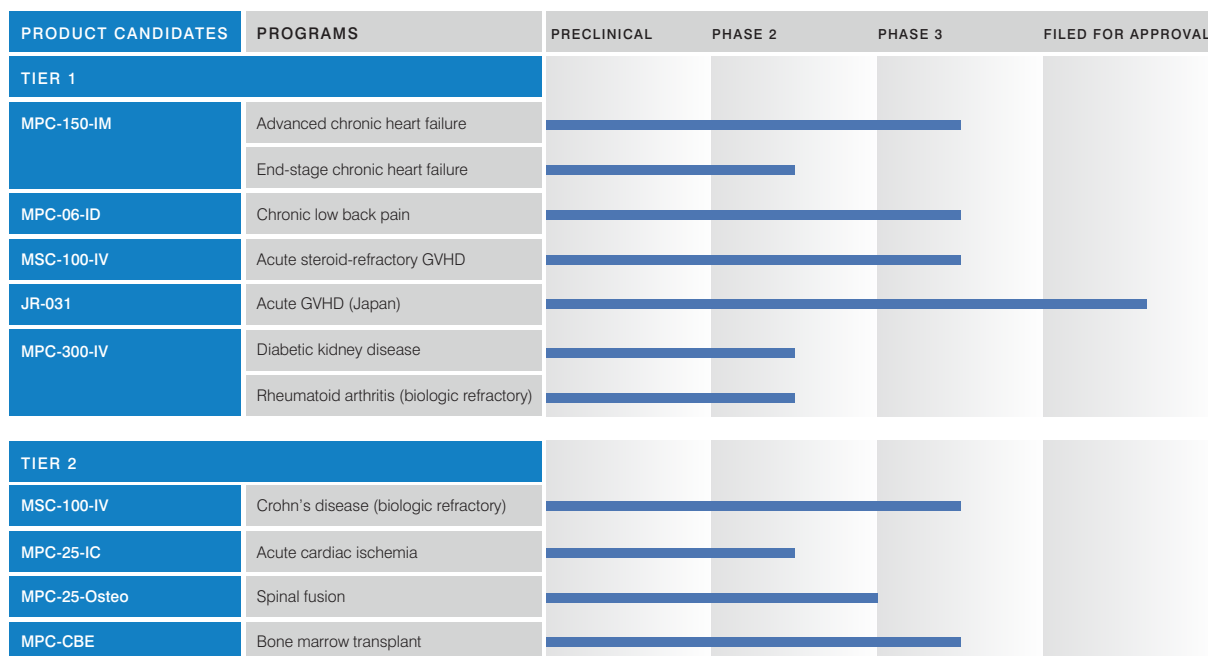 PRODUCT CANDIDATES PROGRAMS PRECLINICAL PHASE 2 PHASE 3 FILED FOR APPROVAL
TIER 1
MPC-150-IM Advanced chronic heart failure
End-stage chronic heart failure
MPC-06-ID Chronic low back pain
MSC-100-IV Acute steroid-refractory GVHD
JR-031 Acute GVHD (Japan)
MPC-300-IV Diabetic kidney disease
Rheumatoid arthritis (biologic refractory)
TIER 2
MSC-100-IV Crohn's disease (biologic refractory)
MPC-25-IC Acute cardiac ischemia
MPC-25-Osteo Spinal fusion
MPC-CBE Bone marrow transplant